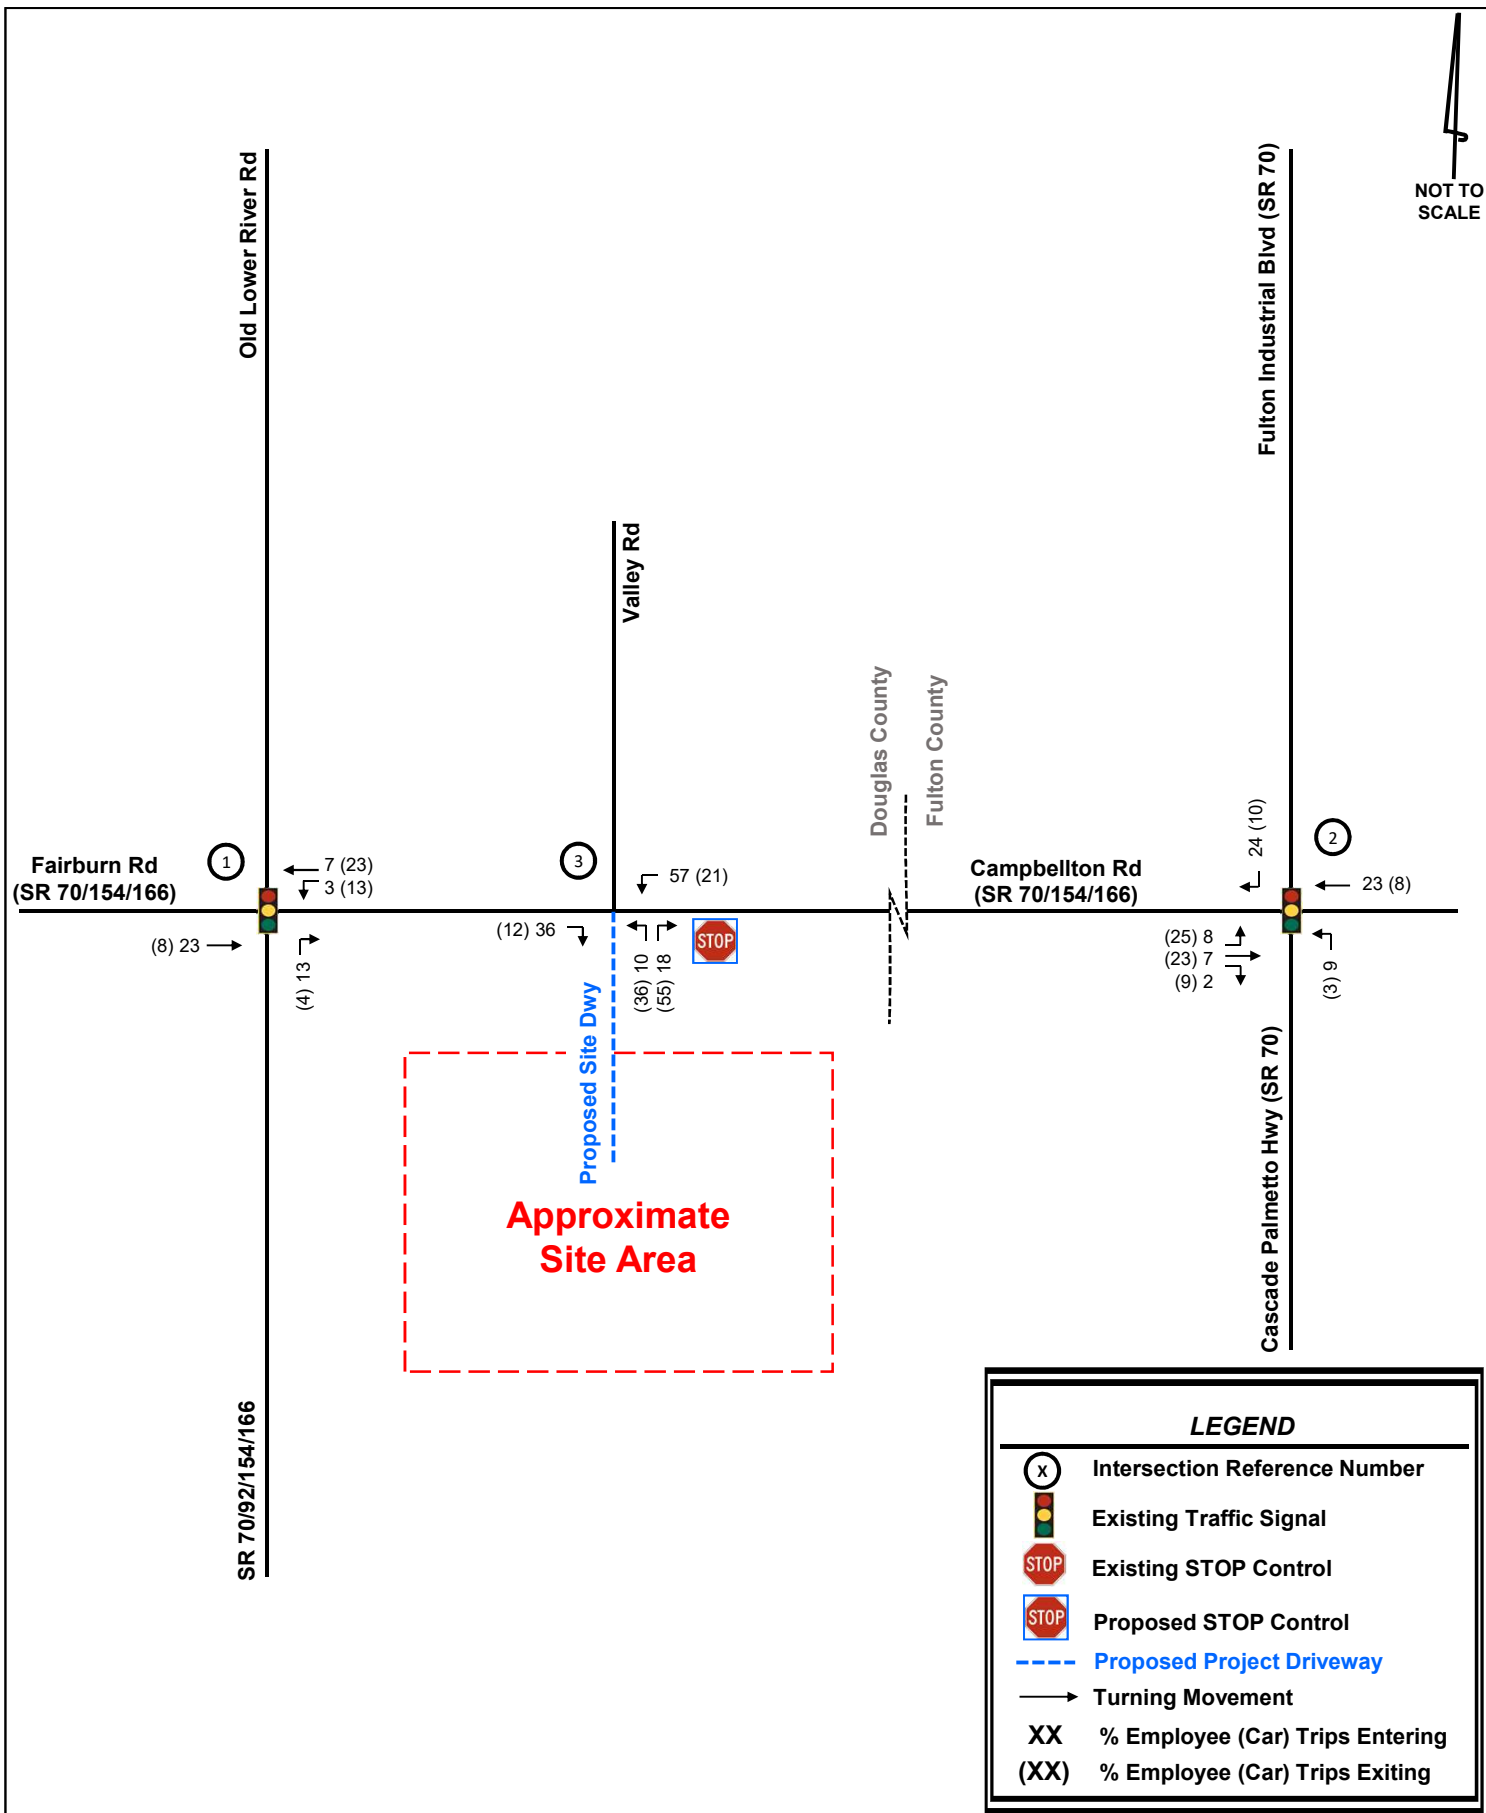 NOT TO
SCALE
Old Lower River Rd
Fulton Industrial Blvd (SR 70)
Valley Rd
Douglas County
Fulton County
Fairburn Rd
(SR 70/154/166)
1
7 (23)
3 (13)
(8) 23
(4) 13
3
57 (21)
(12) 36
(36) 10
(55) 18
STOP
Campbellton Rd
(SR 70/154/166)
24 (10)
2
23 (8)
(25) 8
(23) 7
(9) 2
(3) 9
Proposed Site Dwy
Approximate
Site Area
Cascade Palmetto Hwy (SR 70)
SR 70/92/154/166
LEGEND
X Intersection Reference Number
Existing Traffic Signal
STOP Existing STOP Control
STOP Proposed STOP Control
Proposed Project Driveway
Turning Movement
XX % Employee (Car) Trips Entering
(XX) % Employee (Car) Trips Exiting